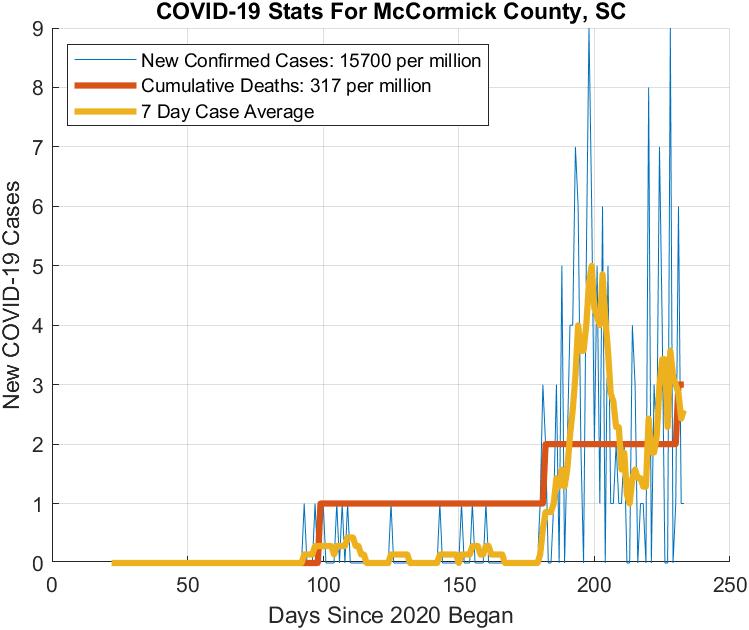 COVID-19 Stats For McCormick County, SC
New Confirmed Cases: 15700 per million
Cumulative Deaths: 317 per million
7 Day Case Average
New COVID-19 Cases
9
8
7
6
5
4
3
2
1
0
0 50 100 150 200 250
Days Since 2020 Began